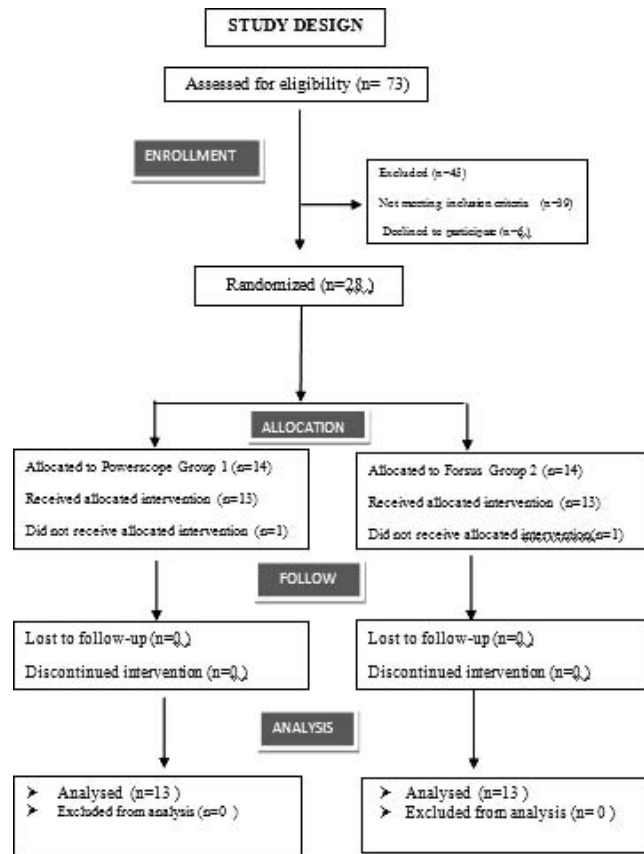 STUDY DESIGN
Assessed for eligibility (n= 73)
ENROLLMENT
Excluded (n=45)
Not meeting inclusion criteria (n=39)
Declined to participate (n=6,)
Randomized (n=28,)
ALLOCATION
Allocated to Powerscope Group 1 (n=14)
Received allocated intervention (n=13)
Did not receive allocated intervention (n=1)
Allocated to Forsus Group 2 (n=14)
Received allocated intervention (n=13)
Did not receive allocated intervention(n=1)
FOLLOW
Lost to follow-up (n=0,)
Discontinued intervention (n=0,)
Lost to follow-up (n=0,)
Discontinued intervention (n=0,)
ANALYSIS
➤ Analysed (n=13 )
➤ Excluded from analysis (n=0 )
➤ Analysed (n=13 )
➤ Excluded from analysis (n= 0 )